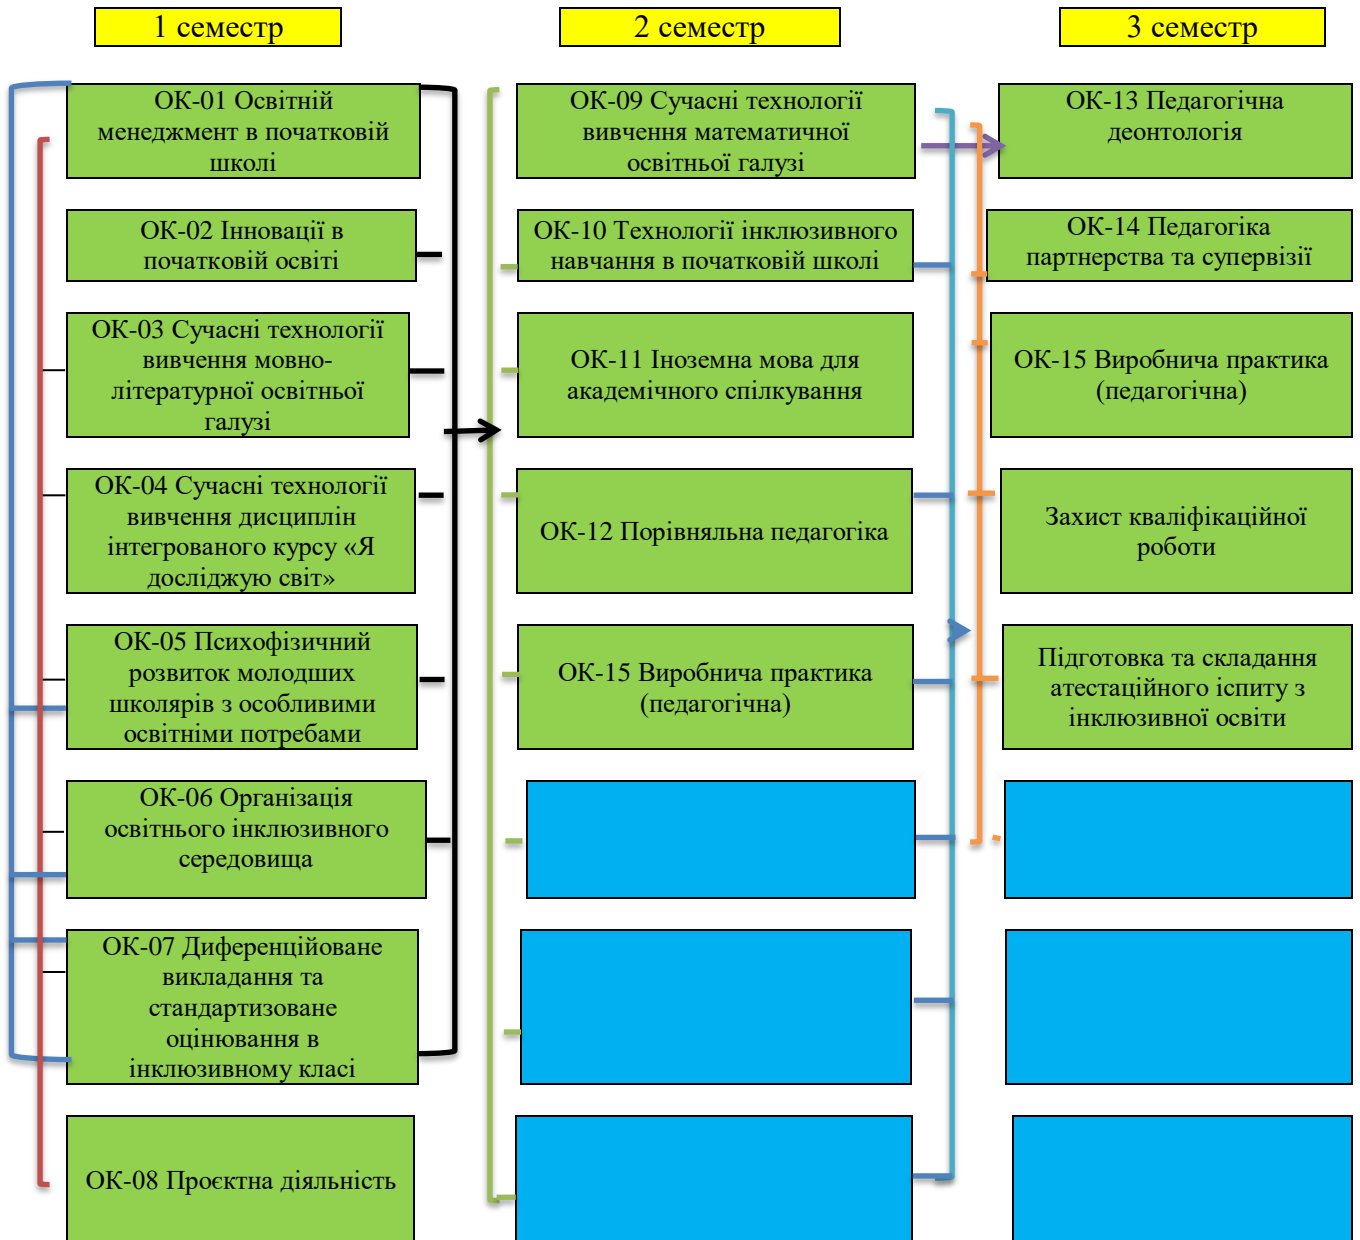 1 семестр
2 семестр
3 семестр
ОК-01 Освітній
менеджмент в початковій
школі
ОК-02 Інновації в
початковій освіті
ОК-03 Сучасні технології
вивчення мовно-
літературної освітньої
галузі
ОК-04 Сучасні технології
вивчення дисциплін
інтегрованого курсу «Я
досліджую світ»
ОК-05 Психофізичний
розвиток молодших
школярів з особливими
освітніми потребами
ОК-06 Організація
освітнього інклюзивного
середовища
ОК-07 Диференційоване
викладання та
стандартизоване
оцінювання в
інклюзивному класі
ОК-08 Проєктна діяльність
ОК-09 Сучасні технології
вивчення математичної
освітньої галузі
ОК-10 Технології інклюзивного
навчання в початковій школі
ОК-11 Іноземна мова для
академічного спілкування
ОК-12 Порівняльна педагогіка
ОК-15 Виробнича практика
(педагогічна)
ОК-13 Педагогічна
деонтологія
ОК-14 Педагогіка
партнерства та супервізії
ОК-15 Виробнича практика
(педагогічна)
Захист кваліфікаційної
роботи
Підготовка та складання
атестаційного іспиту з
інклюзивної освіти